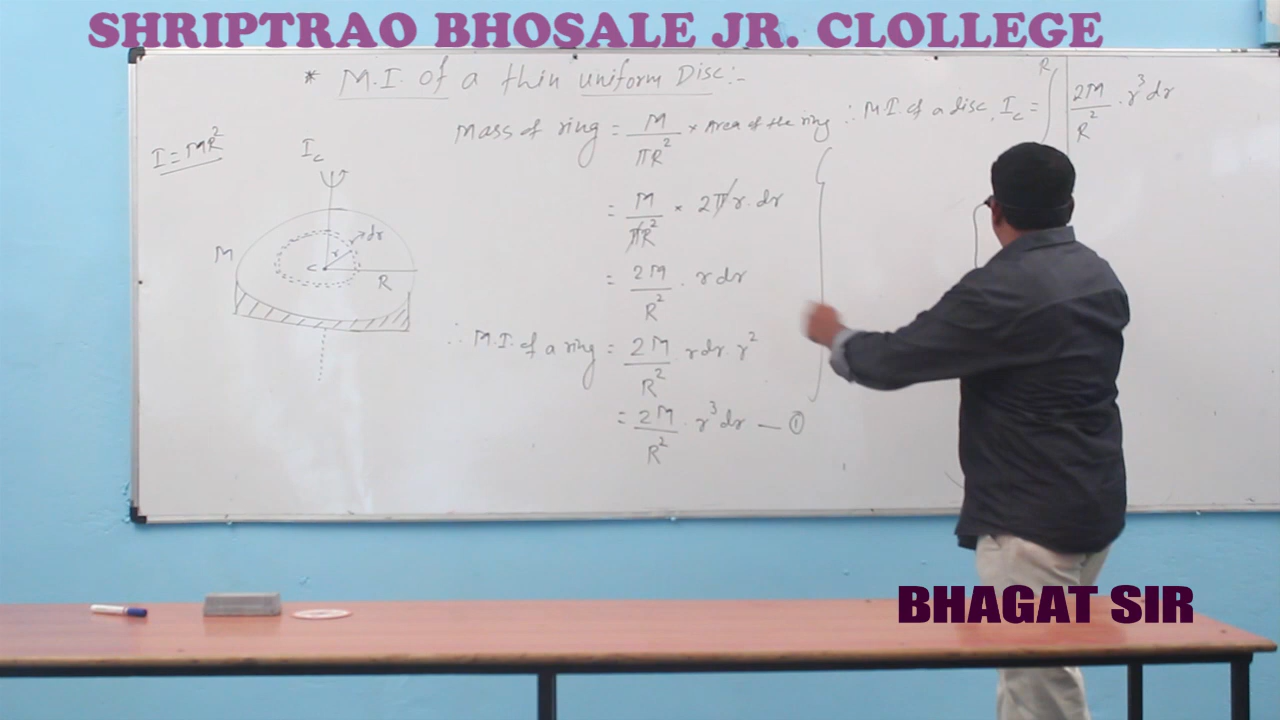 SHRIPTRAO BHOSALE JR. CLOLLEGE
* M.I. of a thin uniform Disc:-
I = MR²
I_c
M
C
r
dr
R
Mass of ring = M/πR² × Area of the ring
= M/πR² × 2πr.dr
= 2M/R² . rdr
∴ M.I. of a ring = 2M/R² . rdr. r²
= 2M/R² . r³dr — ①
∴ M.I. of a disc, I_c = ∫ R 2M/R² . r³dr
BHAGAT SIR